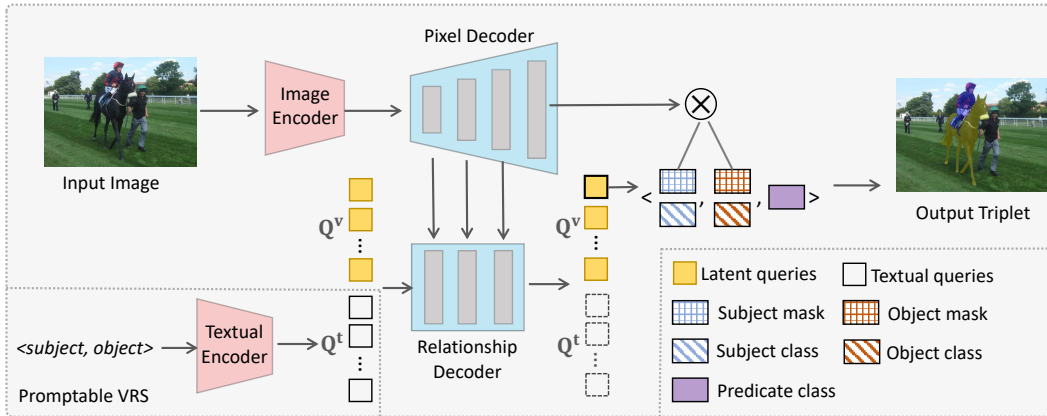 Pixel Decoder
Image
Encoder
Input Image
Q^v
Q^v
< , , >
Output Triplet
Latent queries
Textual queries
Subject mask
Object mask
Subject class
Object class
Predicate class
<subject, object>
Textual
Encoder
Q^t
Q^t
Relationship
Decoder
Promptable VRS